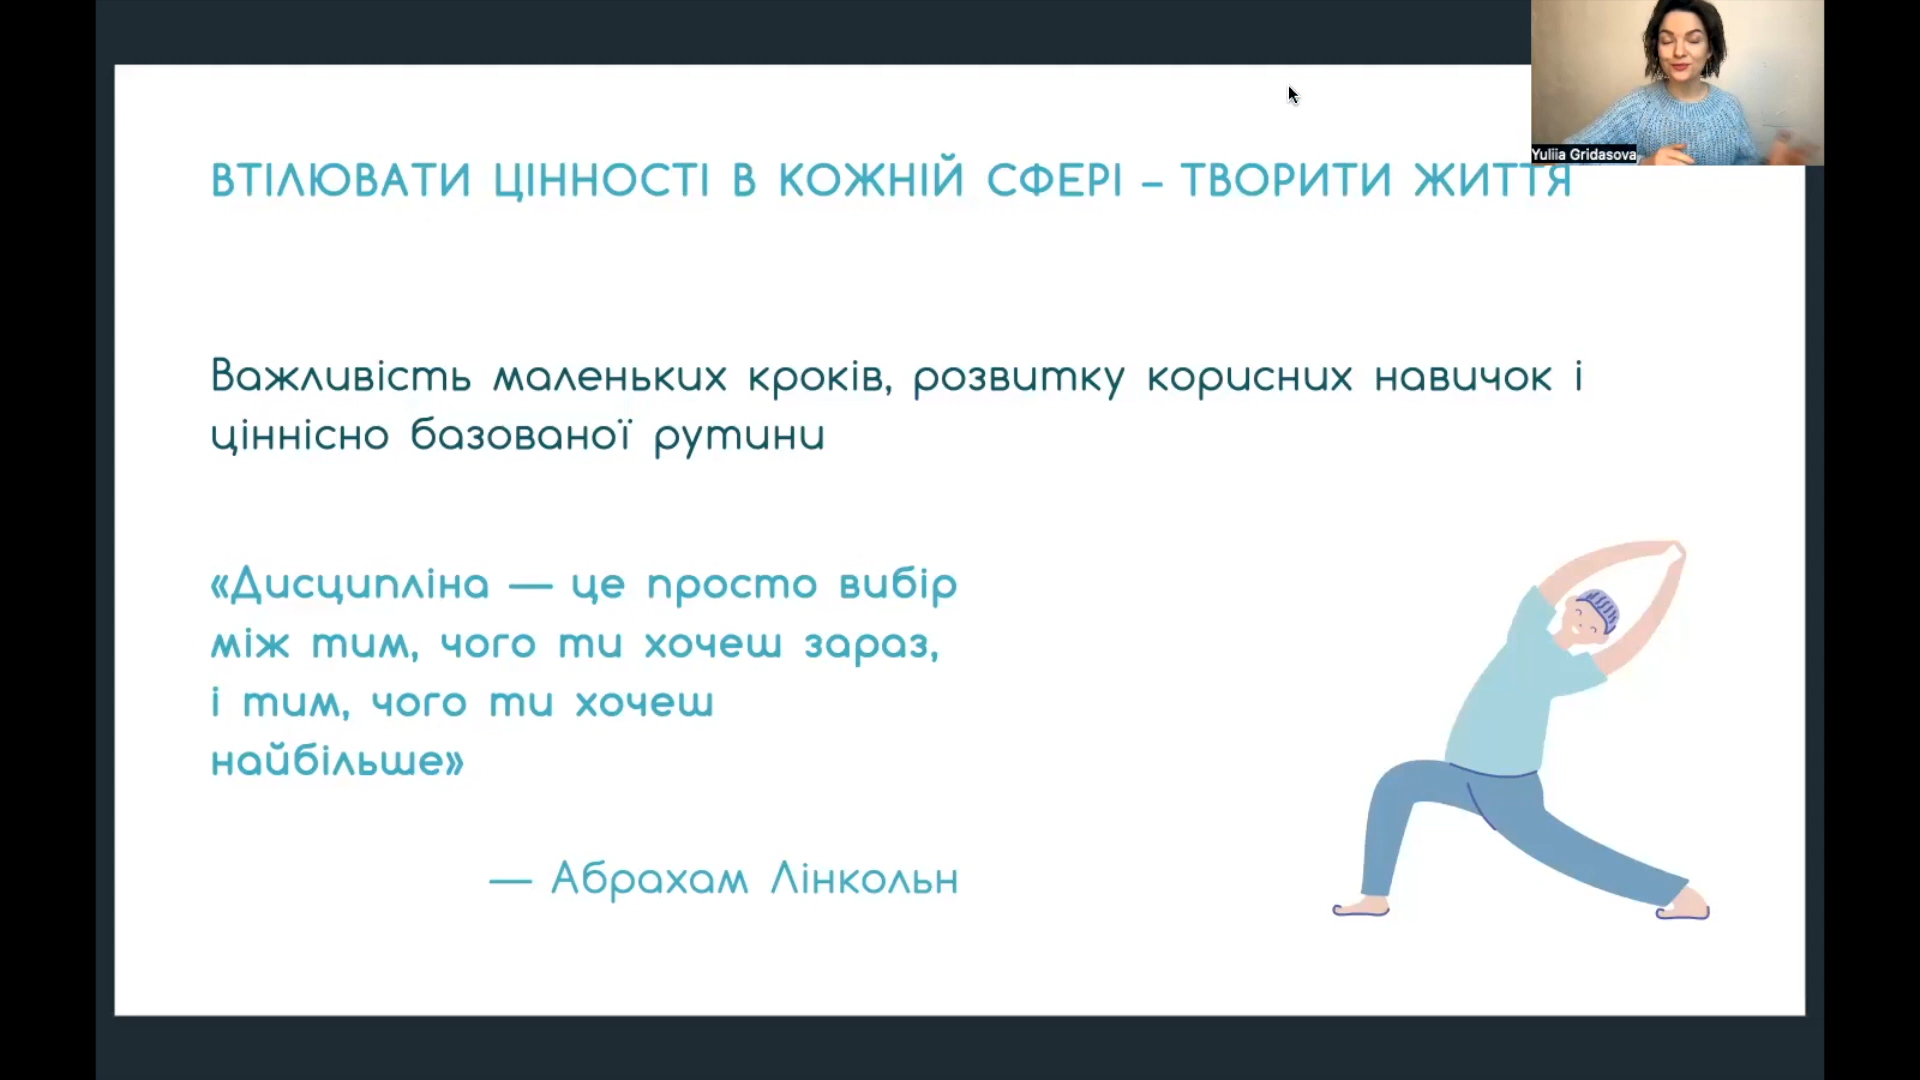 Yuliia Gridasova
ВТІЛЮВАТИ ЦІННОСТІ В КОЖНІЙ СФЕРІ – ТВОРИТИ ЖИТТЯ
Важливість маленьких кроків, розвитку корисних навичок і
ціннісно базованої рутини
«Дисципліна — це просто вибір
між тим, чого ти хочеш зараз,
і тим, чого ти хочеш
найбільше»
— Абрахам Лінкольн